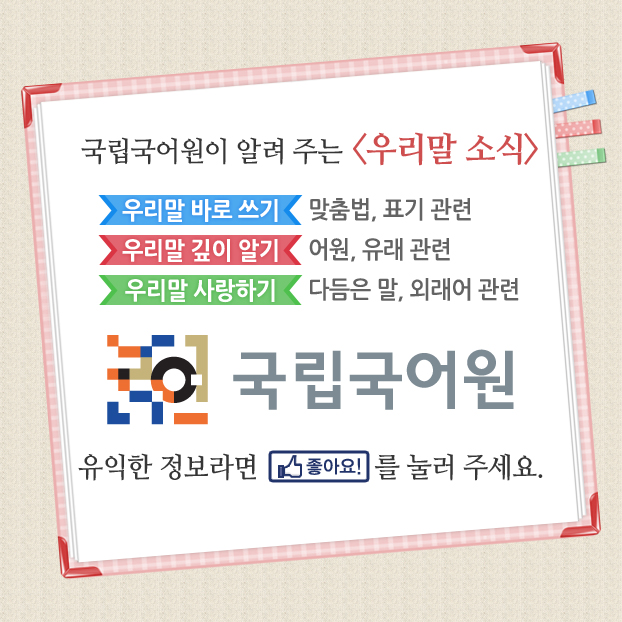 국립국어원이 알려 주는 〈우리말 소식〉
우리말 바로 쓰기 맞춤법, 표기 관련
우리말 깊이 알기 어원, 유래 관련
우리말 사랑하기 다듬은 말, 외래어 관련
국립국어원
유익한 정보라면 좋아요! 를 눌러 주세요.